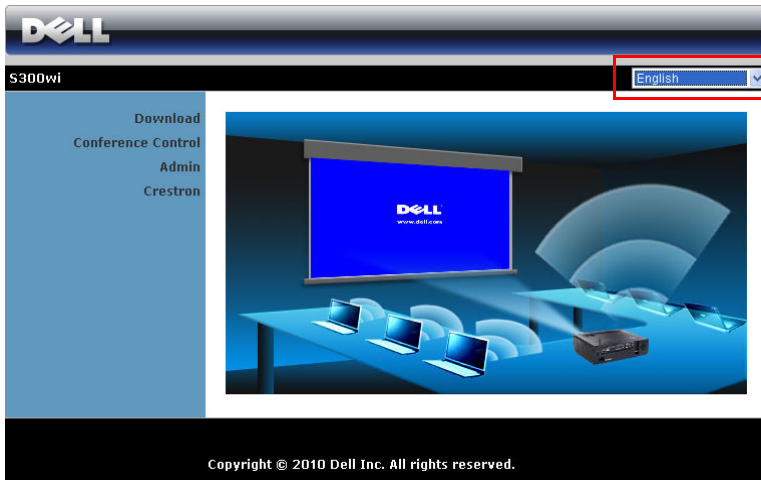 DELL
S300wi
English
Download
Conference Control
Admin
Crestron
DELL
www.dell.com
Copyright © 2010 Dell Inc. All rights reserved.